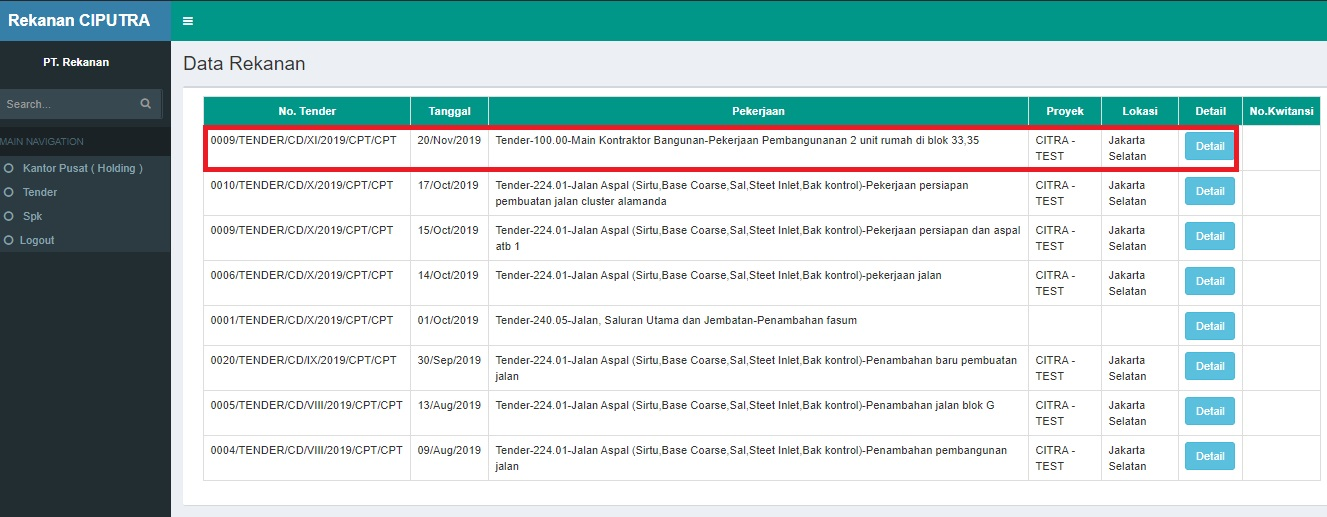 Rekanan CIPUTRA
PT. Rekanan
Search...
MAIN NAVIGATION
Kantor Pusat ( Holding )
Tender
Spk
Logout
Data Rekanan
No. Tender Tanggal Pekerjaan Proyek Lokasi Detail No.Kwitansi
0009/TENDER/CD/XI/2019/CPT/CPT 20/Nov/2019 Tender-100.00-Main Kontraktor Bangunan-Pekerjaan Pembangunanan 2 unit rumah di blok 33,35 CITRA - Jakarta Detail
TEST Selatan
0010/TENDER/CD/X/2019/CPT/CPT 17/Oct/2019 Tender-224.01-Jalan Aspal (Sirtu,Base Coarse,Sal,Steet Inlet,Bak kontrol)-Pekerjaan persiapan CITRA - Jakarta Detail
pembuatan jalan cluster alamanda TEST Selatan
0009/TENDER/CD/X/2019/CPT/CPT 15/Oct/2019 Tender-224.01-Jalan Aspal (Sirtu,Base Coarse,Sal,Steet Inlet,Bak kontrol)-Pekerjaan persiapan dan aspal CITRA - Jakarta Detail
atb 1 TEST Selatan
0006/TENDER/CD/X/2019/CPT/CPT 14/Oct/2019 Tender-224.01-Jalan Aspal (Sirtu,Base Coarse,Sal,Steet Inlet,Bak kontrol)-pekerjaan jalan CITRA - Jakarta Detail
TEST Selatan
0001/TENDER/CD/X/2019/CPT/CPT 01/Oct/2019 Tender-240.05-Jalan, Saluran Utama dan Jembatan-Penambahan fasum Detail
0020/TENDER/CD/IX/2019/CPT/CPT 30/Sep/2019 Tender-224.01-Jalan Aspal (Sirtu,Base Coarse,Sal,Steet Inlet,Bak kontrol)-Penambahan baru pembuatan CITRA - Jakarta Detail
jalan TEST Selatan
0005/TENDER/CD/VIII/2019/CPT/CPT 13/Aug/2019 Tender-224.01-Jalan Aspal (Sirtu,Base Coarse,Sal,Steet Inlet,Bak kontrol)-Penambahan jalan blok G CITRA - Jakarta Detail
TEST Selatan
0004/TENDER/CD/VIII/2019/CPT/CPT 09/Aug/2019 Tender-224.01-Jalan Aspal (Sirtu,Base Coarse,Sal,Steet Inlet,Bak kontrol)-Penambahan pembangunan CITRA - Jakarta Detail
jalan TEST Selatan